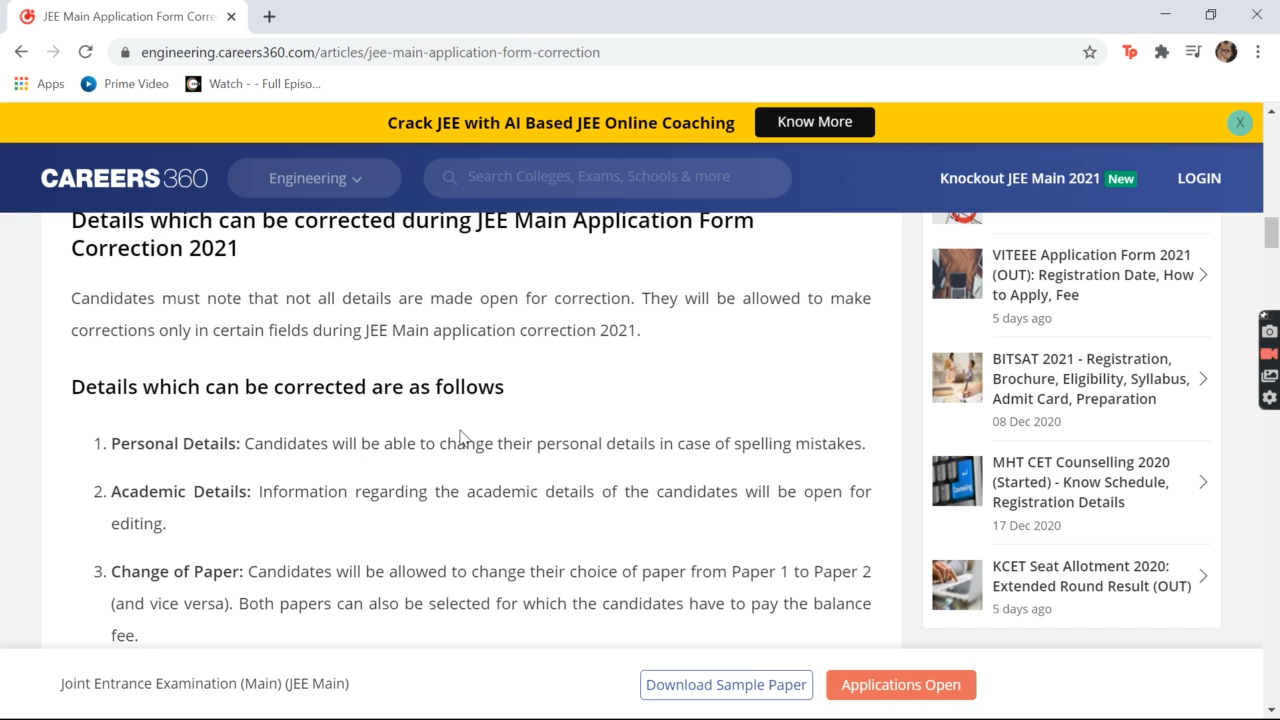 JEE Main Application Form Corre
engineering.careers360.com/articles/jee-main-application-form-correction
Tp
Apps
Prime Video
Watch - - Full Episo...
Crack JEE with AI Based JEE Online Coaching
Know More
X
CAREERS360
Engineering
Search Colleges, Exams, Schools & more
Knockout JEE Main 2021 New
LOGIN
Details which can be corrected during JEE Main Application Form
Correction 2021
Candidates must note that not all details are made open for correction. They will be allowed to make
corrections only in certain fields during JEE Main application correction 2021.
Details which can be corrected are as follows
1. Personal Details: Candidates will be able to change their personal details in case of spelling mistakes.
2. Academic Details: Information regarding the academic details of the candidates will be open for
editing.
3. Change of Paper: Candidates will be allowed to change their choice of paper from Paper 1 to Paper 2
(and vice versa). Both papers can also be selected for which the candidates have to pay the balance
fee.
VITEEE Application Form 2021
(OUT): Registration Date, How
to Apply, Fee
5 days ago
BITSAT 2021 - Registration,
Brochure, Eligibility, Syllabus,
Admit Card, Preparation
08 Dec 2020
MHT CET Counselling 2020
(Started) - Know Schedule,
Registration Details
17 Dec 2020
KCET Seat Allotment 2020:
Extended Round Result (OUT)
5 days ago
Joint Entrance Examination (Main) (JEE Main)
Download Sample Paper
Applications Open